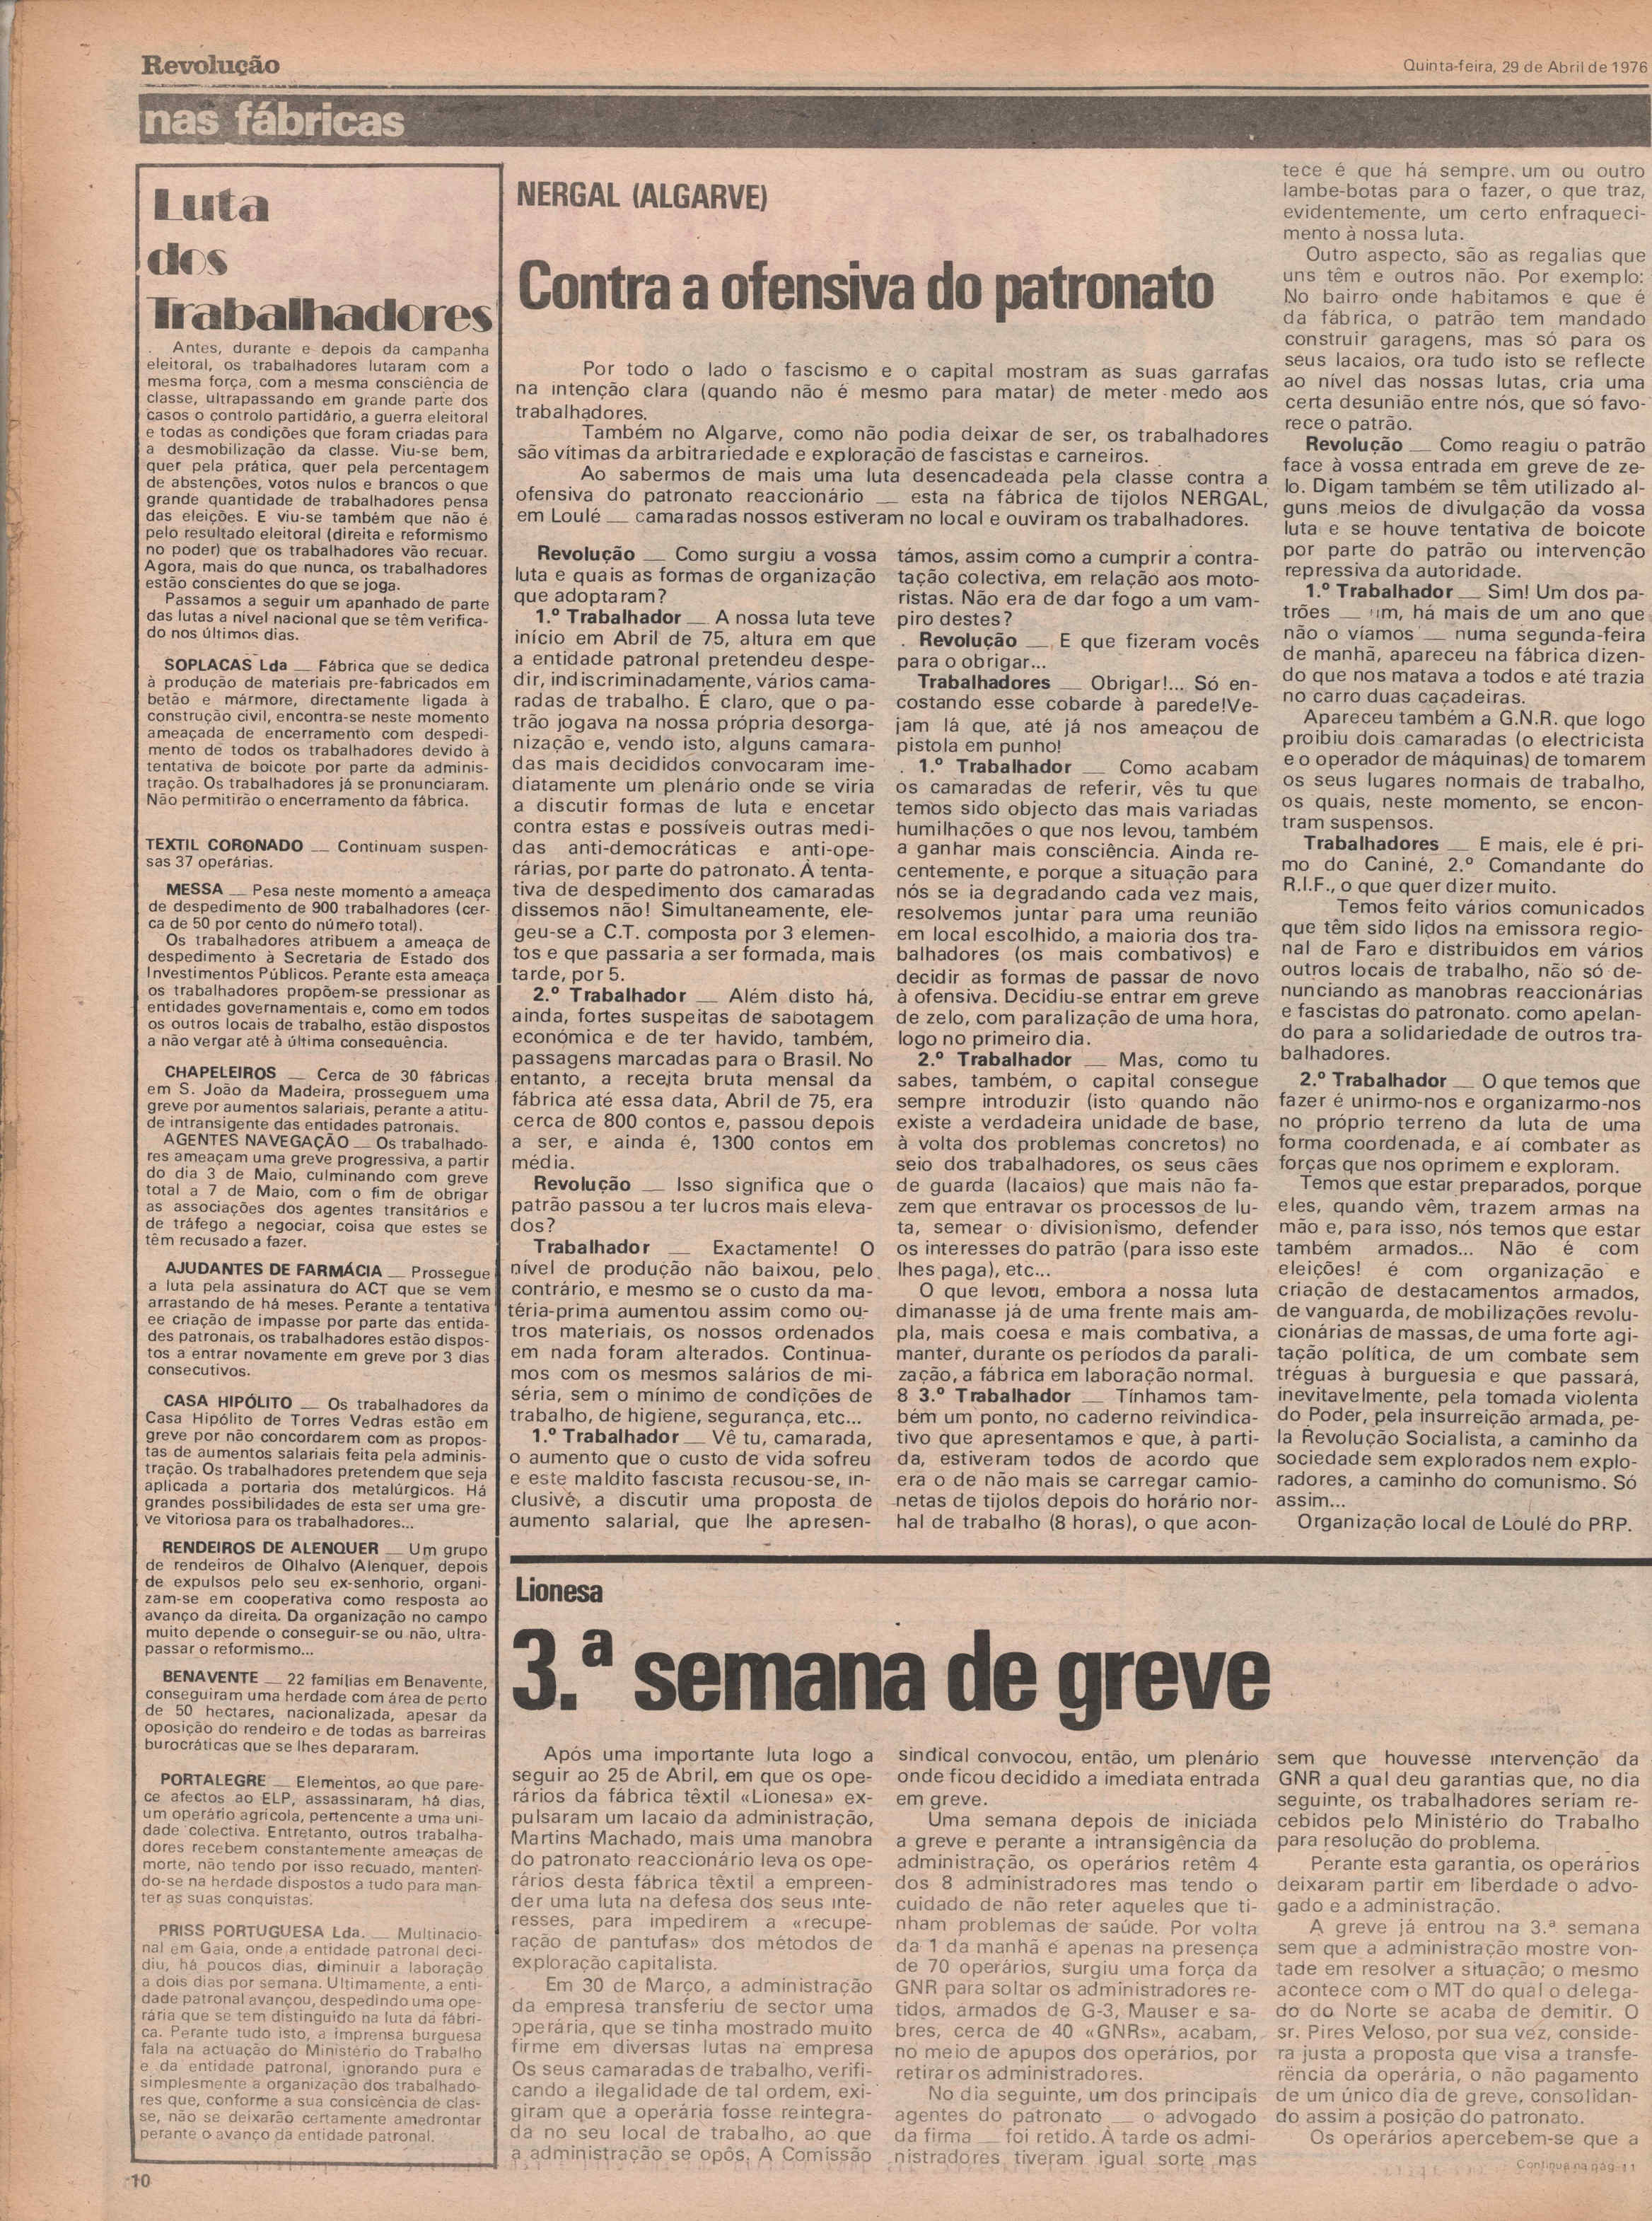 Revolução
Quinta-feira, 29 de Abril de 1976
nas fábricas
Luta
dos
Trabalhadores
Antes, durante e depois da campanha
eleitoral, os trabalhadores lutaram com a
mesma força, com a mesma consciência de
classe, ultrapassando em grande parte dos
casos o controlo partidário, a guerra eleitoral
e todas as condições que foram criadas para
a desmobilização da classe. Viu-se bem,
quer pela prática, quer pela percentagem
de abstenções, votos nulos e brancos o que
grande quantidade de trabalhadores pensa
das eleições. E viu-se também que não é
pelo resultado eleitoral (direita e reformismo
no poder) que os trabalhadores vão recuar.
Agora, mais do que nunca, os trabalhadores
estão conscientes do que se joga.
Passamos a seguir um apanhado de parte
das lutas a nível nacional que se têm verifica-
do nos últimos dias.
SOPLACAS Lda — Fábrica que se dedica
à produção de materiais pre-fabricados em
betão e mármore, directamente ligada à
construção civil, encontra-se neste momento
ameaçada de encerramento com despedi-
mento de todos os trabalhadores devido à
tentativa de boicote por parte da adminis-
tração. Os trabalhadores já se pronunciaram.
Não permitirão o encerramento da fábrica.
TEXTIL CORONADO — Continuam suspen-
sas 37 operárias.
MESSA — Pesa neste momento a ameaça
de despedimento de 900 trabalhadores (cer-
ca de 50 por cento do número total).
Os trabalhadores atribuem a ameaça de
despedimento à Secretaria de Estado dos
Investimentos Públicos. Perante esta ameaça
os trabalhadores propõem-se pressionar as
entidades governamentais e, como em todos
os outros locais de trabalho, estão dispostos
a não vergar até à última consequência.
CHAPELEIROS — Cerca de 30 fábricas
em S. João da Madeira, prosseguem uma
greve por aumentos salariais, perante a atitu-
de intransigente das entidades patronais.
AGENTES NAVEGAÇÃO — Os trabalhado-
res ameaçam uma greve progressiva, a partir
do dia 3 de Maio, culminando com greve
total a 7 de Maio, com o fim de obrigar
as associações dos agentes transitários e
de tráfego a negociar, coisa que estes se
têm recusado a fazer.
AJUDANTES DE FARMÁCIA — Prossegue
a luta pela assinatura do ACT que se vem
arrastando de há meses. Perante a tentativa
ee criação de impasse por parte das entida-
des patronais, os trabalhadores estão dispos-
tos a entrar novamente em greve por 3 dias
consecutivos.
CASA HIPÓLITO — Os trabalhadores da
Casa Hipólito de Torres Vedras estão em
greve por não concordarem com as propos-
tas de aumentos salariais feita pela adminis-
tração. Os trabalhadores pretendem que seja
aplicada a portaria dos metalúrgicos. Há
grandes possibilidades de esta ser uma gre-
ve vitoriosa para os trabalhadores...
RENDEIROS DE ALENQUER — Um grupo
de rendeiros de Olhalvo (Alenquer, depois
de expulsos pelo seu ex-senhorio, organi-
zam-se em cooperativa como resposta ao
avanço da direita. Da organização no campo
muito depende o conseguir-se ou não, ultra-
passar o reformismo...
BENAVENTE — 22 famílias em Benavente,
conseguiram uma herdade com área de perto
de 50 hectares, nacionalizada, apesar da
oposição do rendeiro e de todas as barreiras
burocráticas que se lhes depararam.
PORTALEGRE — Elementos, ao que pare-
ce afectos ao ELP, assassinaram, há dias,
um operário agrícola, pertencente a uma uni-
dade colectiva. Entretanto, outros trabalha-
dores recebem constantemente ameaças de
morte, não tendo por isso recuado, manten-
do-se na herdade dispostos a tudo para man-
ter as suas conquistas.
PRISS PORTUGUESA Lda. — Multinacio-
nal em Gaia, onde a entidade patronal deci-
diu, há poucos dias, diminuir a laboração
a dois dias por semana. Ultimamente, a enti-
dade patronal avançou, despedindo uma ope-
rária que se tem distinguido na luta da fábri-
ca. Perante tudo isto, a imprensa burguesa
fala na actuação do Ministério do Trabalho
e da entidade patronal, ignorando pura e
simplesmente a organização dos trabalhado-
res que, conforme a sua consicência de clas-
se, não se deixarão certamente amedrontar
perante o avanço da entidade patronal.
NERGAL (ALGARVE)
Contra a ofensiva do patronato
Por todo o lado o fascismo e o capital mostram as suas garrafas
na intenção clara (quando não é mesmo para matar) de meter medo aos
trabalhadores.
Também no Algarve, como não podia deixar de ser, os trabalhadores
são vítimas da arbitrariedade e exploração de fascistas e carneiros.
Ao sabermos de mais uma luta desencadeada pela classe contra a
ofensiva do patronato reaccionário — esta na fábrica de tijolos NERGAL,
em Loulé — camaradas nossos estiveram no local e ouviram os trabalhadores.
Revolução — Como surgiu a vossa
luta e quais as formas de organização
que adoptaram?
1.º Trabalhador — A nossa luta teve
início em Abril de 75, altura em que
a entidade patronal pretendeu despe-
dir, indiscriminadamente, vários cama-
radas de trabalho. É claro, que o pa-
trão jogava na nossa própria desorga-
nização e, vendo isto, alguns camara-
das mais decididos convocaram ime-
diatamente um plenário onde se viria
a discutir formas de luta e encetar
contra estas e possíveis outras medi-
das anti-democráticas e anti-ope-
rárias, por parte do patronato. À tenta-
tiva de despedimento dos camaradas
dissemos não! Simultaneamente, ele-
geu-se a C.T. composta por 3 elemen-
tos e que passaria a ser formada, mais
tarde, por 5.
2.º Trabalhador — Além disto há,
ainda, fortes suspeitas de sabotagem
económica e de ter havido, também,
passagens marcadas para o Brasil. No
entanto, a receita bruta mensal da
fábrica até essa data, Abril de 75, era
cerca de 800 contos e, passou depois
a ser, e ainda é, 1300 contos em
média.
Revolução — Isso significa que o
patrão passou a ter lucros mais eleva-
dos?
Trabalhador — Exactamente! O
nível de produção não baixou, pelo
contrário, e mesmo se o custo da ma-
téria-prima aumentou assim como ou-
tros materiais, os nossos ordenados
em nada foram alterados. Continua-
mos com os mesmos salários de mi-
séria, sem o mínimo de condições de
trabalho, de higiene, segurança, etc...
1.º Trabalhador — Vê tu, camarada,
o aumento que o custo de vida sofreu
e este maldito fascista recusou-se, in-
clusivé, a discutir uma proposta de
aumento salarial, que lhe apresen-
támos, assim como a cumprir a contra-
tação colectiva, em relação aos moto-
ristas. Não era de dar fogo a um vam-
piro destes?
Revolução — E que fizeram vocês
para o obrigar...
Trabalhadores — Obrigar!... Só en-
costando esse cobarde à parede!Ve-
jam lá que, até já nos ameaçou de
pistola em punho!
1.º Trabalhador — Como acabam
os camaradas de referir, vês tu que
temos sido objecto das mais variadas
humilhações o que nos levou, também
a ganhar mais consciência. Ainda re-
centemente, e porque a situação para
nós se ia degradando cada vez mais,
resolvemos juntar para uma reunião
em local escolhido, a maioria dos tra-
balhadores (os mais combativos) e
decidir as formas de passar de novo
à ofensiva. Decidiu-se entrar em greve
de zelo, com paralização de uma hora,
logo no primeiro dia.
2.º Trabalhador — Mas, como tu
sabes, também, o capital consegue
sempre introduzir (isto quando não
existe a verdadeira unidade de base,
à volta dos problemas concretos) no
seio dos trabalhadores, os seus cães
de guarda (lacaios) que mais não fa-
zem que entravar os processos de lu-
ta, semear o divisionismo, defender
os interesses do patrão (para isso este
lhes paga), etc...
O que levou, embora a nossa luta
dimanasse já de uma frente mais am-
pla, mais coesa e mais combativa, a
manter, durante os períodos da parali-
zação, a fábrica em laboração normal.
8 3.º Trabalhador — Tínhamos tam-
bém um ponto, no caderno reivindica-
tivo que apresentamos e que, à parti-
da, estiveram todos de acordo que
era o de não mais se carregar camio-
netas de tijolos depois do horário nor-
hal de trabalho (8 horas), o que acon-
tece é que há sempre um ou outro
lambe-botas para o fazer, o que traz,
evidentemente, um certo enfraqueci-
mento à nossa luta.
Outro aspecto, são as regalias que
uns têm e outros não. Por exemplo:
No bairro onde habitamos e que é
da fábrica, o patrão tem mandado
construir garagens, mas só para os
seus lacaios, ora tudo isto se reflecte
ao nível das nossas lutas, cria uma
certa desunião entre nós, que só favo-
rece o patrão.
Revolução — Como reagiu o patrão
face à vossa entrada em greve de ze-
lo. Digam também se têm utilizado al-
guns meios de divulgação da vossa
luta e se houve tentativa de boicote
por parte do patrão ou intervenção
repressiva da autoridade.
1.º Trabalhador — Sim! Um dos pa-
trões — um, há mais de um ano que
não o víamos — numa segunda-feira
de manhã, apareceu na fábrica dizen-
do que nos matava a todos e até trazia
no carro duas caçadeiras.
Apareceu também a G.N.R. que logo
proibiu dois camaradas (o electricista
e o operador de máquinas) de tomarem
os seus lugares normais de trabalho,
os quais, neste momento, se encon-
tram suspensos.
Trabalhadores — E mais, ele é pri-
mo do Caniné, 2.º Comandante do
R.I.F., o que quer dizer muito.
Temos feito vários comunicados
que têm sido lidos na emissora regio-
nal de Faro e distribuidos em vários
outros locais de trabalho, não só de-
nunciando as manobras reaccionárias
e fascistas do patronato. como apelan-
do para a solidariedade de outros tra-
balhadores.
2.º Trabalhador — O que temos que
fazer é unirmo-nos e organizarmo-nos
no próprio terreno da luta de uma
forma coordenada, e aí combater as
forças que nos oprimem e exploram.
Temos que estar preparados, porque
eles, quando vêm, trazem armas na
mão e, para isso, nós temos que estar
também armados... Não é com
eleições! é com organização e
criação de destacamentos armados,
de vanguarda, de mobilizações revolu-
cionárias de massas, de uma forte agi-
tação política, de um combate sem
tréguas à burguesia e que passará,
inevitavelmente, pela tomada violenta
do Poder, pela insurreição armada, pe-
la Revolução Socialista, a caminho da
sociedade sem explorados nem explo-
radores, a caminho do comunismo. Só
assim...
Organização local de Loulé do PRP.
Lionesa
3.ª semana de greve
Após uma importante luta logo a
seguir ao 25 de Abril, em que os ope-
rários da fábrica têxtil «Lionesa» ex-
pulsaram um lacaio da administração,
Martins Machado, mais uma manobra
do patronato reaccionário leva os ope-
rários desta fábrica têxtil a empreen-
der uma luta na defesa dos seus inte-
resses, para impedirem a «recupe-
ração de pantufas» dos métodos de
exploração capitalista.
Em 30 de Março, a administração
da empresa transferiu de sector uma
operária, que se tinha mostrado muito
firme em diversas lutas na empresa
Os seus camaradas de trabalho, verifi-
cando a ilegalidade de tal ordem, exi-
giram que a operária fosse reintegra-
da no seu local de trabalho, ao que
a administração se opôs. A Comissão
sindical convocou, então, um plenário
onde ficou decidido a imediata entrada
em greve.
Uma semana depois de iniciada
a greve e perante a intransigência da
administração, os operários retêm 4
dos 8 administradores mas tendo o
cuidado de não reter aqueles que ti-
nham problemas de saúde. Por volta
da 1 da manhã e apenas na presença
de 70 operários, surgiu uma força da
GNR para soltar os administradores re-
tidos, armados de G-3, Mauser e sa-
bres, cerca de 40 «GNRs», acabam,
no meio de apupos dos operários, por
retirar os administradores.
No dia seguinte, um dos principais
agentes do patronato — o advogado
da firma — foi retido. À tarde os admi-
nistradores tiveram igual sorte mas
sem que houvesse intervenção da
GNR a qual deu garantias que, no dia
seguinte, os trabalhadores seriam re-
cebidos pelo Ministério do Trabalho
para resolução do problema.
Perante esta garantia, os operários
deixaram partir em liberdade o advo-
gado e a administração.
A greve já entrou na 3.ª semana
sem que a administração mostre von-
tade em resolver a situação; o mesmo
acontece com o MT do qual o delega-
do do Norte se acaba de demitir. O
sr. Pires Veloso, por sua vez, conside-
ra justa a proposta que visa a transfe-
rência da operária, o não pagamento
de um único dia de greve, consolidan-
do assim a posição do patronato.
Os operários apercebem-se que a
Continua na pág. 11
10